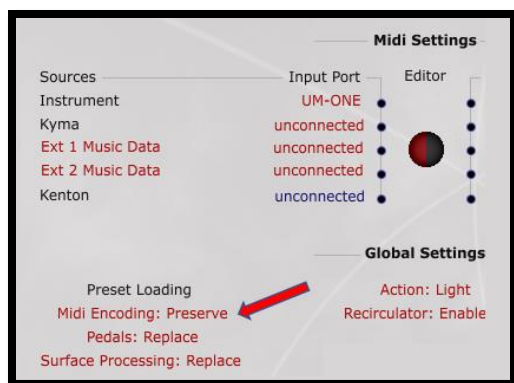 Midi Settings
Sources Input Port Editor
Instrument UM-ONE
Kyma unconnected
Ext 1 Music Data unconnected
Ext 2 Music Data unconnected
Kenton unconnected
Global Settings
Preset Loading Action: Light
Midi Encoding: Preserve Recirculator: Enable
Pedals: Replace
Surface Processing: Replace